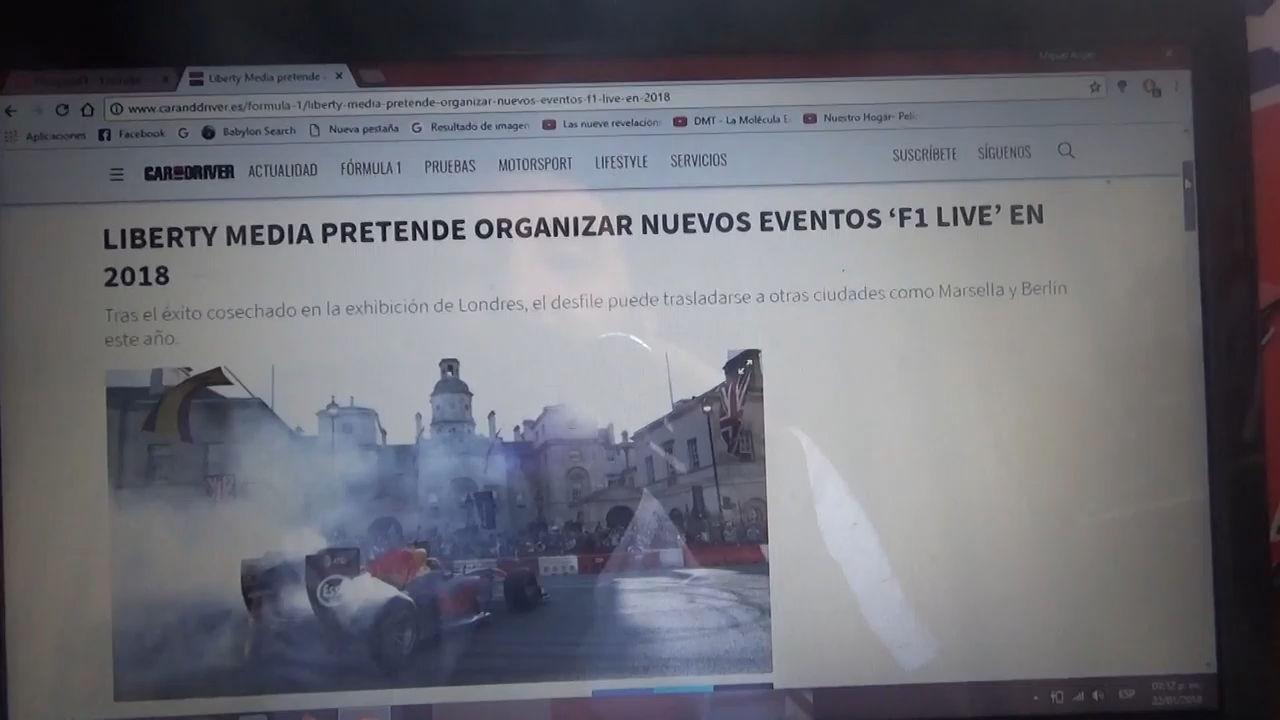 Liberty Media pretende
www.caranddriver.es/formula-1/liberty-media-pretende-organizar-nuevos-eventos-f1-live-en-2018
Aplicaciones Facebook Babylon Search Nueva pestaña Resultado de imagen Las nueve revelacion DMT - La Molécula E Nuestro Hogar- Peli
CAR AND DRIVER ACTUALIDAD FÓRMULA 1 PRUEBAS MOTORSPORT LIFESTYLE SERVICIOS SUSCRÍBETE SÍGUENOS
LIBERTY MEDIA PRETENDE ORGANIZAR NUEVOS EVENTOS ‘F1 LIVE’ EN
2018
Tras el éxito cosechado en la exhibición de Londres, el desfile puede trasladarse a otras ciudades como Marsella y Berlín
este año.
ESP
22/01/2018